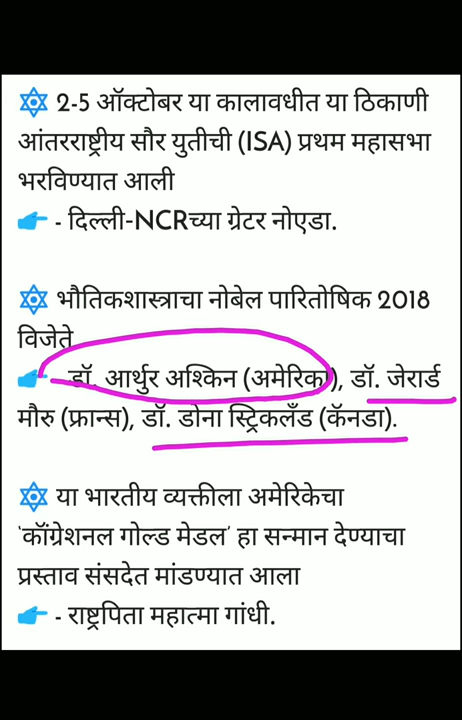 🔯 2-5 ऑक्टोबर या कालावधीत या ठिकाणी
आंतरराष्ट्रीय सौर युतीची (ISA) प्रथम महासभा
भरविण्यात आली
👉 - दिल्ली-NCRच्या ग्रेटर नोएडा.
🔯 भौतिकशास्त्राचा नोबेल पारितोषिक 2018
विजेते
👉 - डॉ. आर्थुर अश्किन (अमेरिका), डॉ. जेरार्ड
मौरु (फ्रान्स), डॉ. डोना स्ट्रिकलँड (कॅनडा).
🔯 या भारतीय व्यक्तीला अमेरिकेचा
'काँग्रेशनल गोल्ड मेडल' हा सन्मान देण्याचा
प्रस्ताव संसदेत मांडण्यात आला
👉 - राष्ट्रपिता महात्मा गांधी.